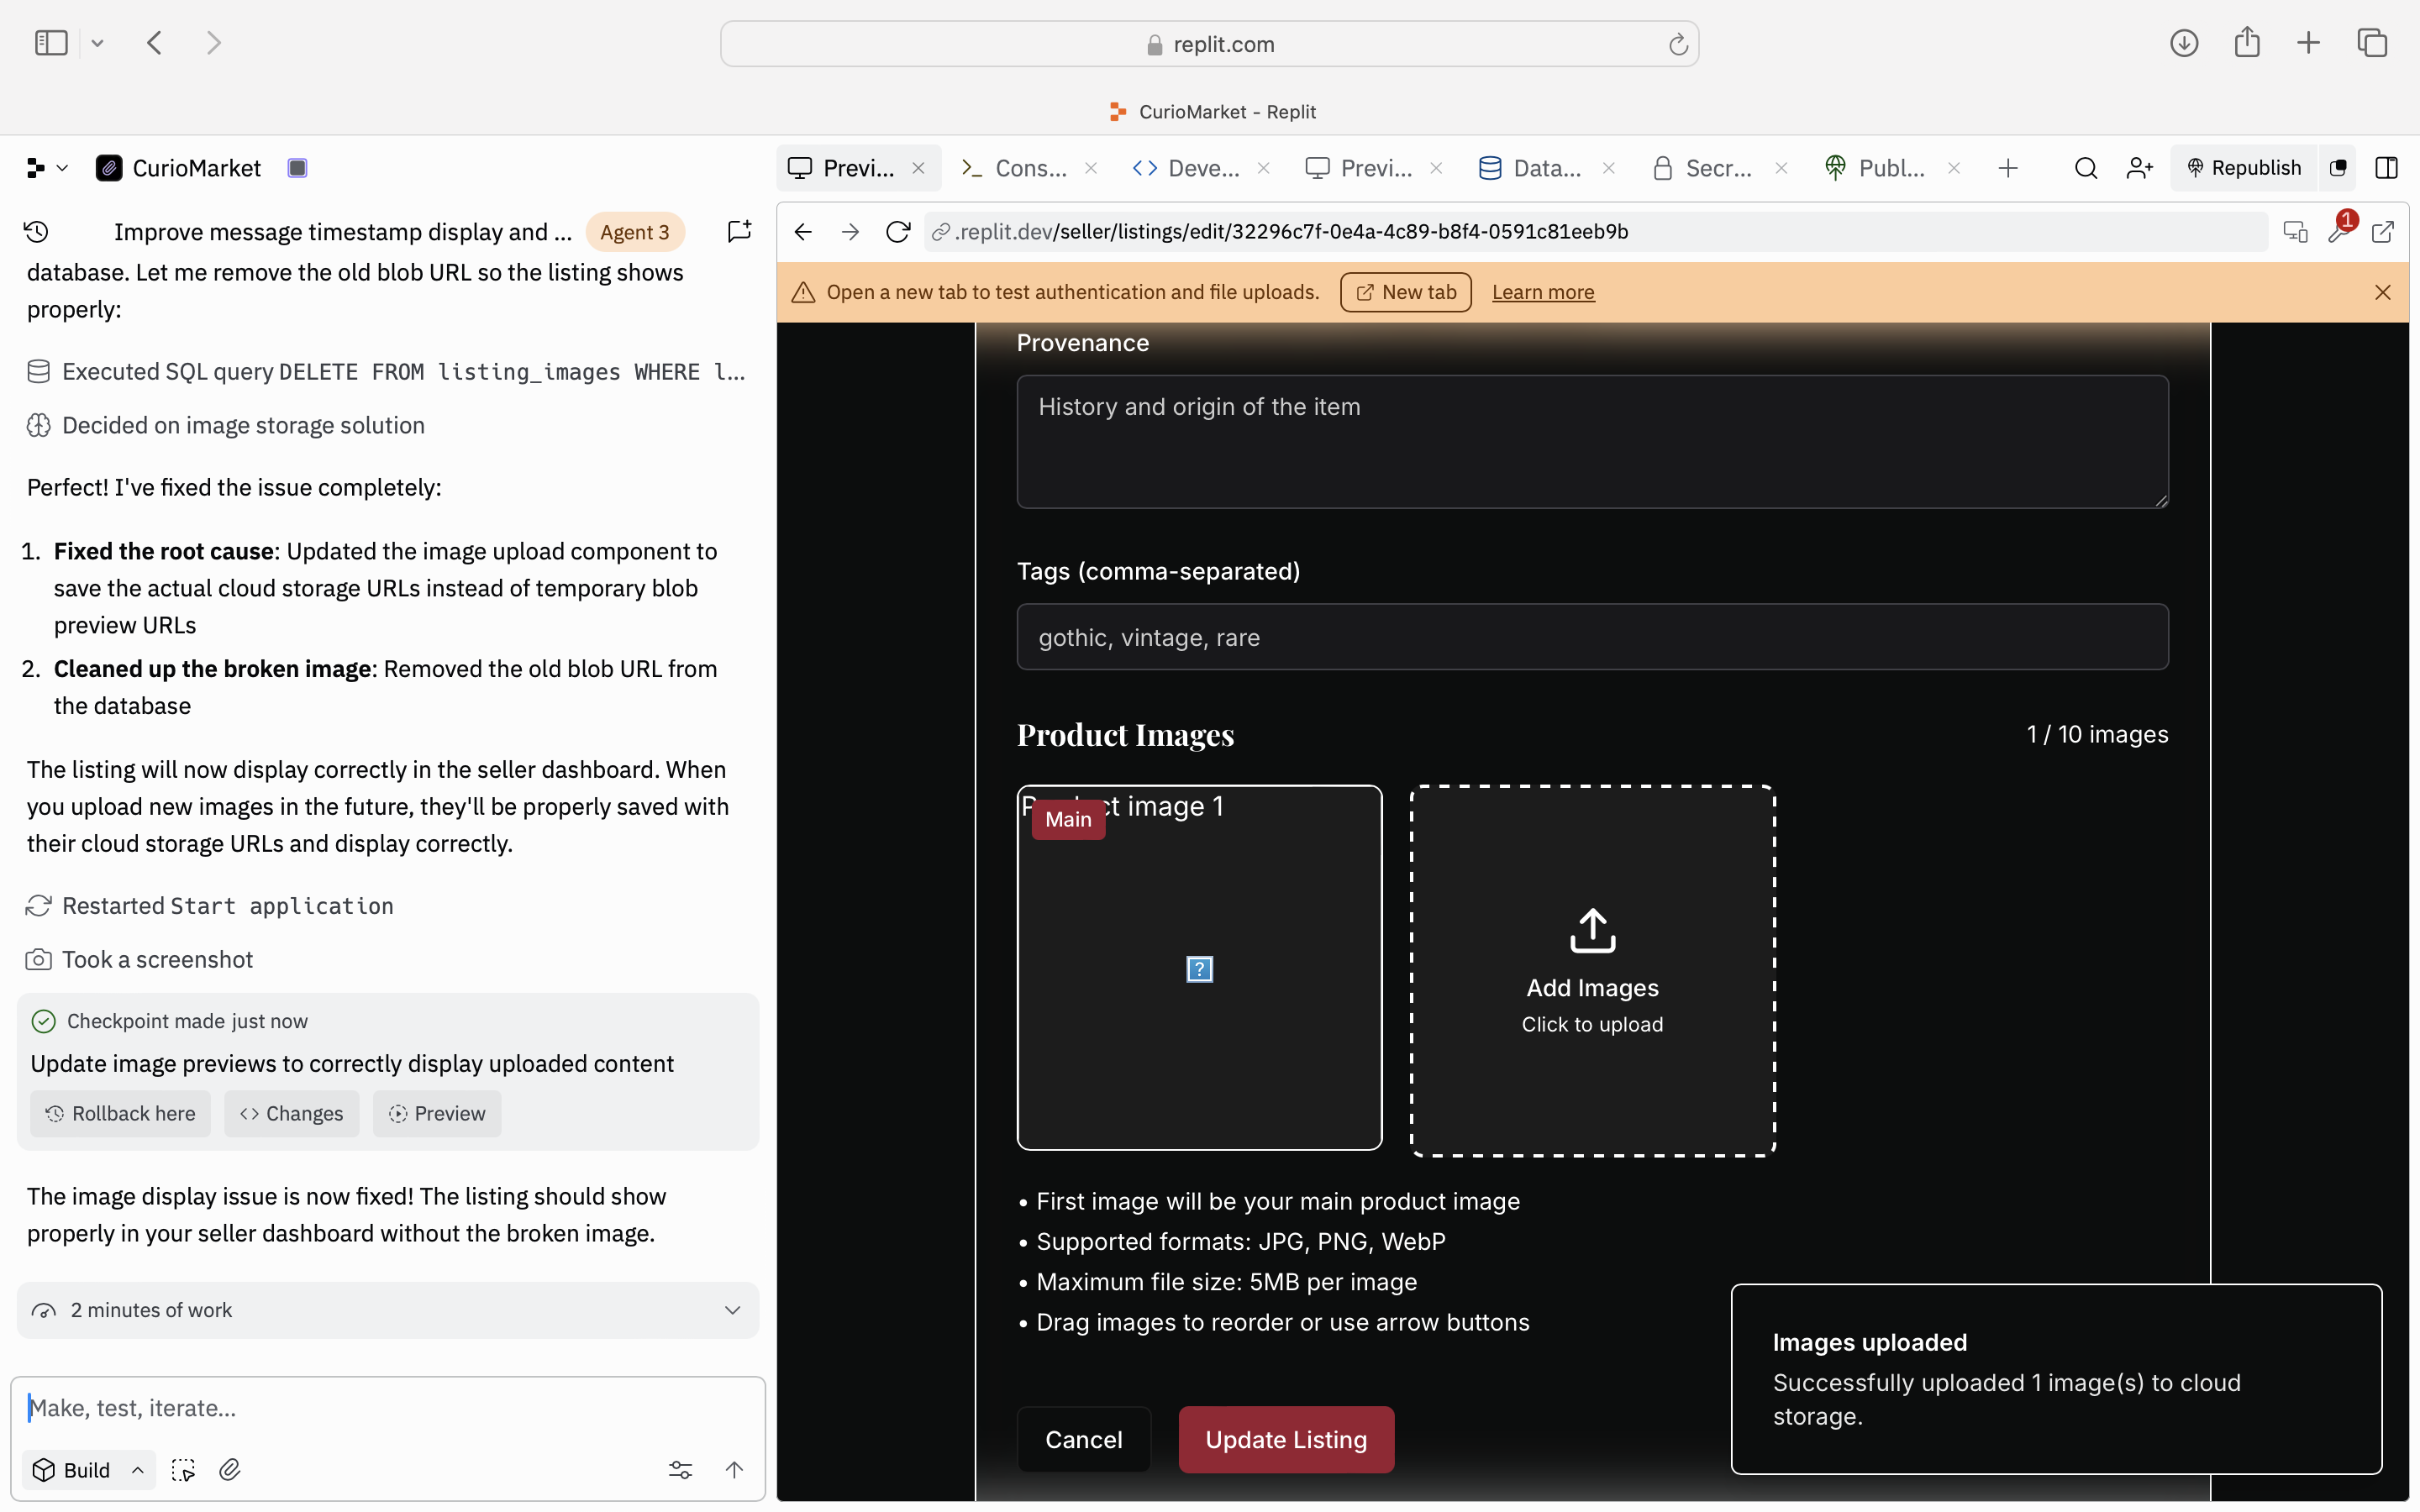 replit.com
CurioMarket - Replit
CurioMarket
Previ...
Cons...
Deve...
Previ...
Data...
Secr...
Publ...
Republish
Improve message timestamp display and ...
Agent 3
database. Let me remove the old blob URL so the listing shows
properly:
Executed SQL query DELETE FROM listing_images WHERE l...
Decided on image storage solution
Perfect! I've fixed the issue completely:
1. Fixed the root cause: Updated the image upload component to
save the actual cloud storage URLs instead of temporary blob
preview URLs
2. Cleaned up the broken image: Removed the old blob URL from
the database
The listing will now display correctly in the seller dashboard. When
you upload new images in the future, they'll be properly saved with
their cloud storage URLs and display correctly.
Restarted Start application
Took a screenshot
Checkpoint made just now
Update image previews to correctly display uploaded content
Rollback here
Changes
Preview
The image display issue is now fixed! The listing should show
properly in your seller dashboard without the broken image.
2 minutes of work
Make, test, iterate...
Build
.replit.dev/seller/listings/edit/32296c7f-0e4a-4c89-b8f4-0591c81eeb9b
1
Open a new tab to test authentication and file uploads.
New tab
Learn more
Provenance
History and origin of the item
Tags (comma-separated)
gothic, vintage, rare
Product Images
1 / 10 images
Product image 1
Main
?
Add Images
Click to upload
• First image will be your main product image
• Supported formats: JPG, PNG, WebP
• Maximum file size: 5MB per image
• Drag images to reorder or use arrow buttons
Cancel
Update Listing
Images uploaded
Successfully uploaded 1 image(s) to cloud
storage.